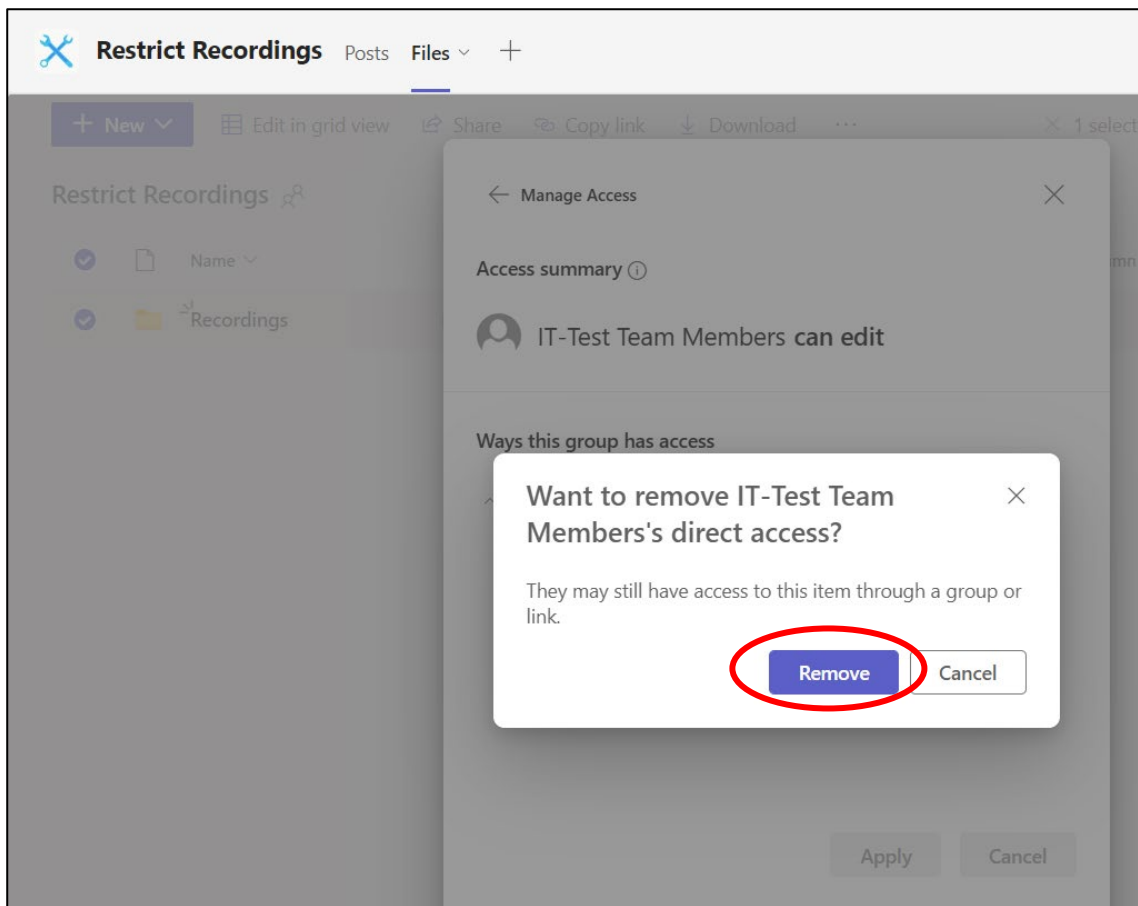 Restrict Recordings Posts Files
New Edit in grid view Share Copy link Download ... 1 select
Restrict Recordings
Manage Access
Name
umn
Access summary
Recordings
IT-Test Team Members can edit
Ways this group has access
Want to remove IT-Test Team
Members's direct access?
They may still have access to this item through a group or
link.
Remove Cancel
Apply Cancel